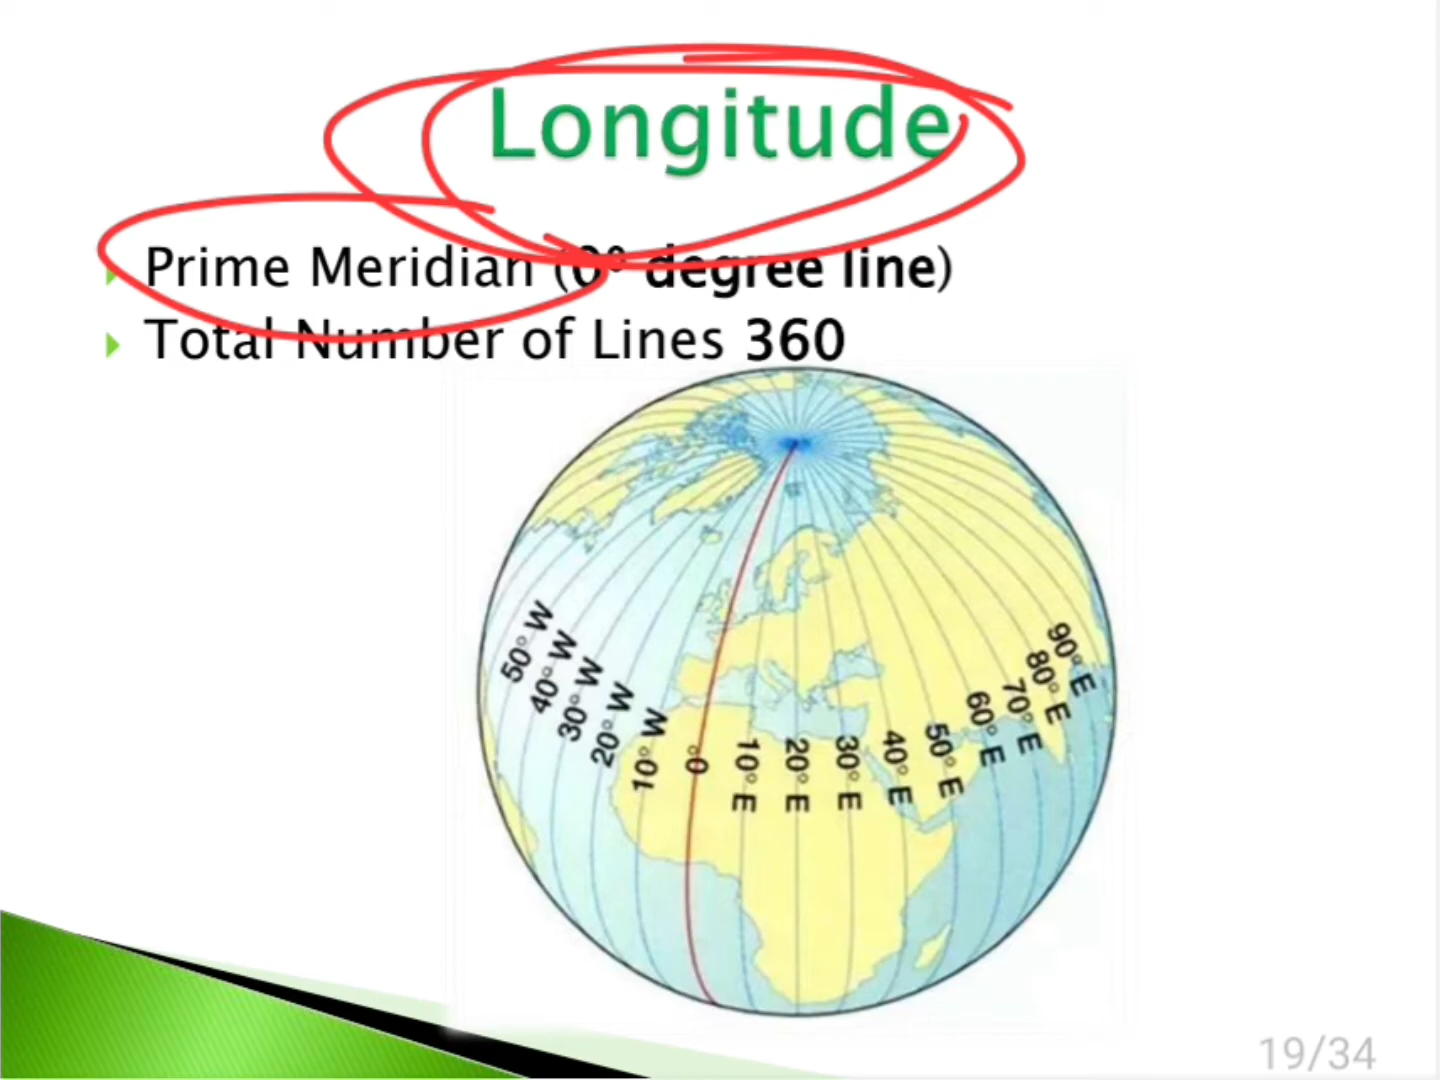 Longitude
Prime Meridian (0° degree line)
Total Number of Lines 360
50° W
40° W
30° W
20° W
10° W
0°
10° E
20° E
30° E
40° E
50° E
60° E
70° E
80° E
90° E
19/34